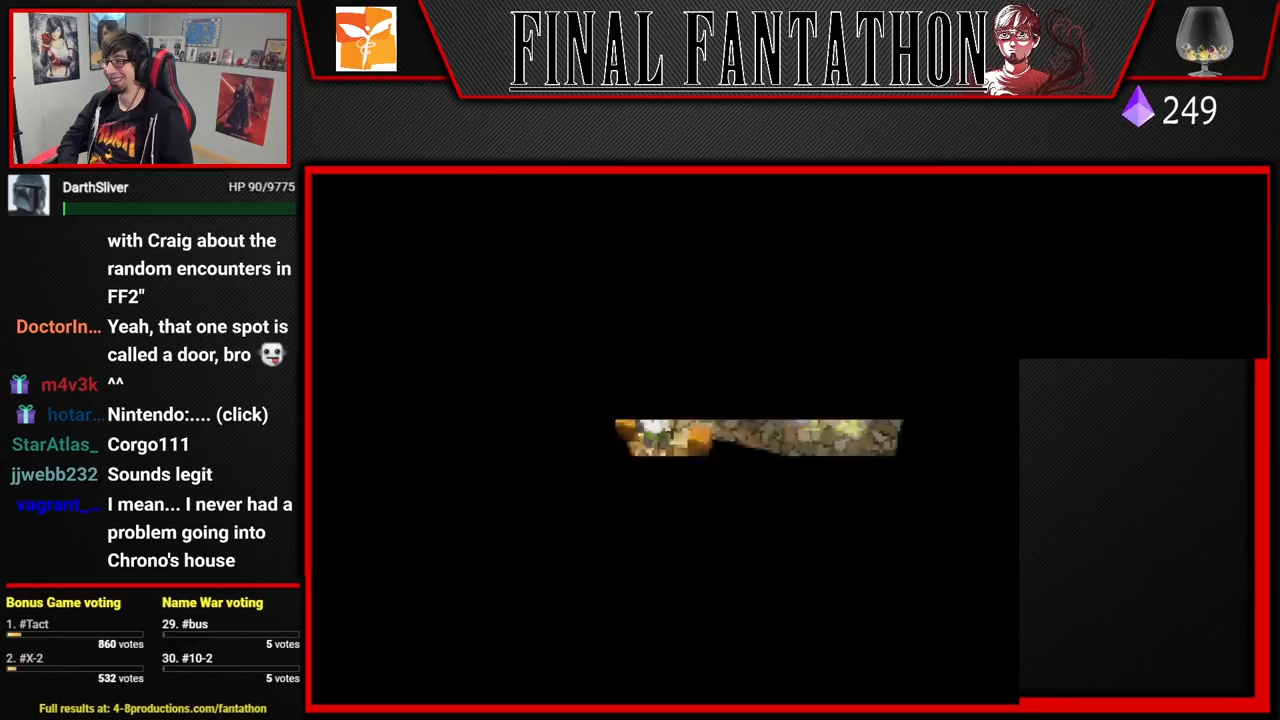 FINAL FANTATHON
249
DarthSliver HP 90/9775
with Craig about the
random encounters in
FF2"
DoctorIn... Yeah, that one spot is
called a door, bro
m4v3k ^^
hotar... Nintendo:.... (click)
StarAtlas_ Corgo111
jjwebb232 Sounds legit
vagrant_... I mean... I never had a
problem going into
Chrono's house
Bonus Game voting Name War voting
1. #Tact 29. #bus
860 votes 5 votes
2. #X-2 30. #10-2
532 votes 5 votes
Full results at: 4-8productions.com/fantathon